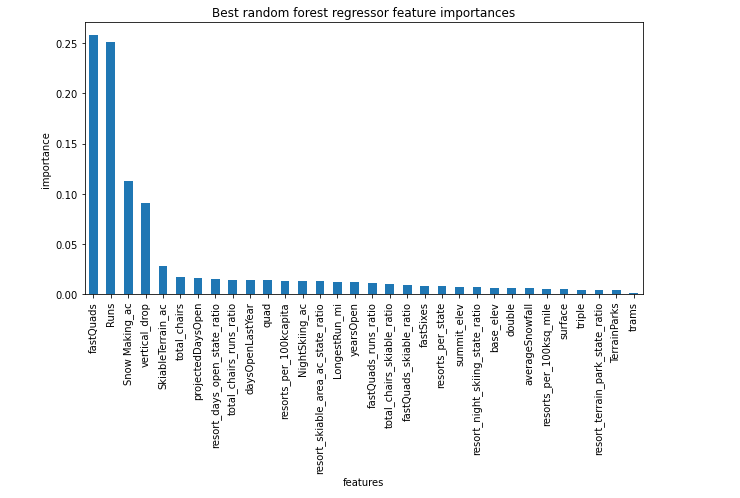 Best random forest regressor feature importances
importance
0.25
0.20
0.15
0.10
0.05
0.00
fastQuads
Runs
Snow Making_ac
vertical_drop
SkiableTerrain_ac
total_chairs
projectedDaysOpen
resort_days_open_state_ratio
total_chairs_runs_ratio
daysOpenLastYear
quad
resorts_per_100kcapita
NightSkiing_ac
resort_skiable_area_ac_state_ratio
LongestRun_mi
yearsOpen
fastQuads_runs_ratio
total_chairs_skiable_ratio
fastQuads_skiable_ratio
fastSixes
resorts_per_state
summit_elev
resort_night_skiing_state_ratio
base_elev
double
averageSnowfall
resorts_per_100ksq_mile
surface
triple
resort_terrain_park_state_ratio
TerrainParks
trams
features